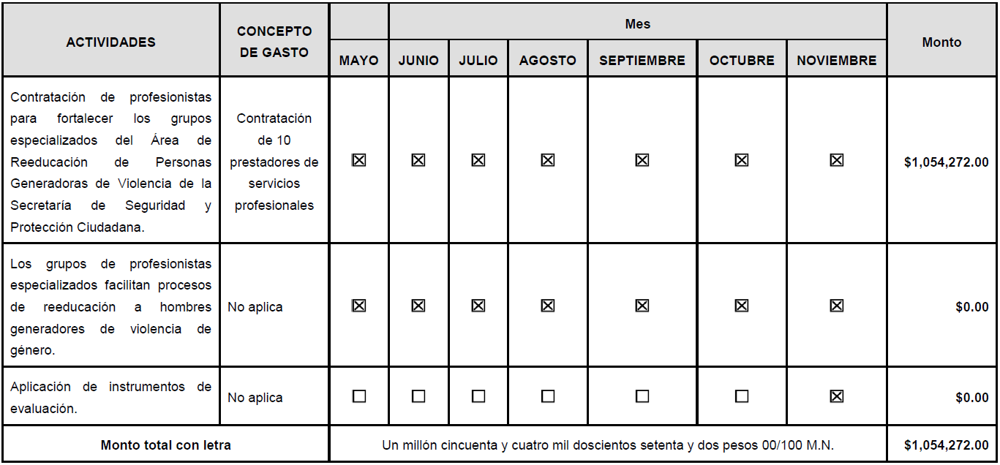 ACTIVIDADES
CONCEPTO
DE GASTO
Mes
Monto
MAYO
JUNIO
JULIO
AGOSTO
SEPTIEMBRE
OCTUBRE
NOVIEMBRE
Contratación de profesionistas
para fortalecer los grupos
especializados del Área de
Reeducación de Personas
Generadoras de Violencia de la
Secretaría de Seguridad y
Protección Ciudadana.
Contratación
de 10
prestadores de
servicios
profesionales
☒ ☒ ☒ ☒ ☒ ☒ ☒
$1,054,272.00
Los grupos de profesionistas
especializados facilitan procesos
de reeducación a hombres
generadores de violencia de
género.
No aplica
☒ ☒ ☒ ☒ ☒ ☒ ☒
$0.00
Aplicación de instrumentos de
evaluación.
No aplica
☐ ☐ ☐ ☐ ☐ ☐ ☒
$0.00
Monto total con letra
Un millón cincuenta y cuatro mil doscientos setenta y dos pesos 00/100 M.N.
$1,054,272.00